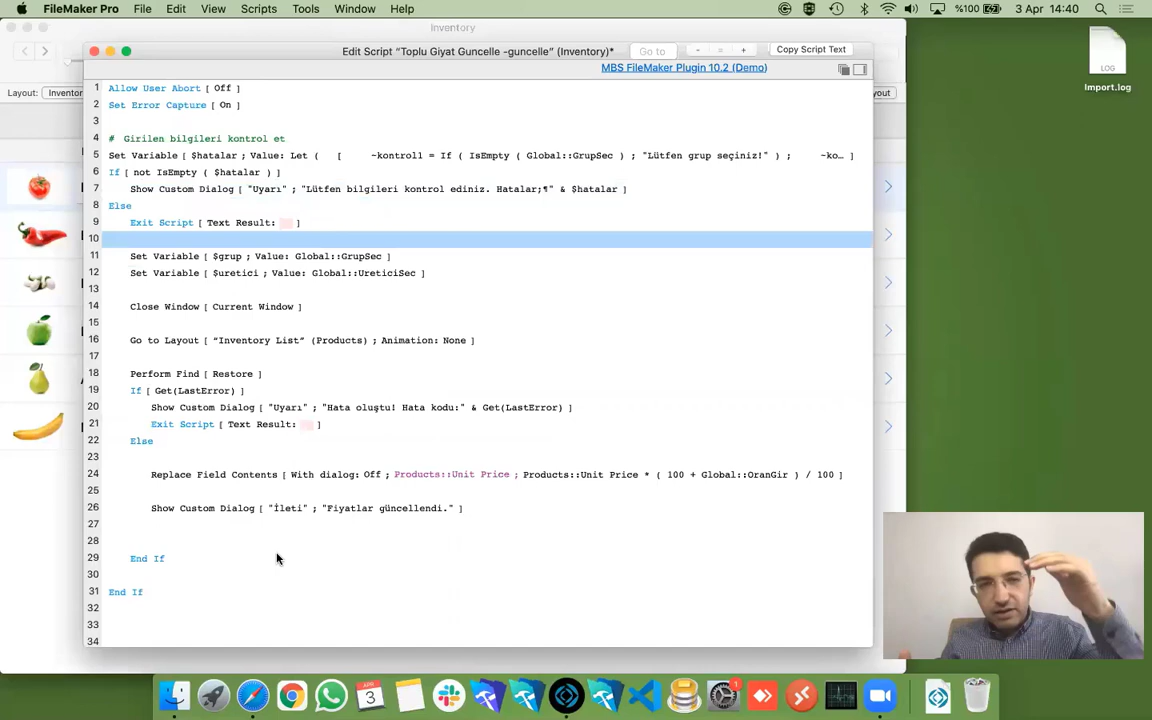 FileMaker Pro File Edit View Scripts Tools Window Help %100 3 Apr 14:40
Inventory
Edit Script “Toplu Giyat Guncelle -guncelle” (Inventory)* Go to - = + Copy Script Text
MBS FileMaker Plugin 10.2 (Demo)
Layout:
LOG
Import.log
1 Allow User Abort [ Off ]
2 Set Error Capture [ On ]
3
4 # Girilen bilgileri kontrol et
5 Set Variable [ $hatalar ; Value: Let ( [ ~kontrol1 = If ( IsEmpty ( Global::GrupSec ) ; "Lütfen grup seçiniz!" ) ; ~ko… ]
6 If [ not IsEmpty ( $hatalar ) ]
7 Show Custom Dialog [ "Uyarı" ; "Lütfen bilgileri kontrol ediniz. Hatalar;¶" & $hatalar ]
8 Else
9 Exit Script [ Text Result: ]
10
11 Set Variable [ $grup ; Value: Global::GrupSec ]
12 Set Variable [ $uretici ; Value: Global::UreticiSec ]
13
14 Close Window [ Current Window ]
15
16 Go to Layout [ “Inventory List” (Products) ; Animation: None ]
17
18 Perform Find [ Restore ]
19 If [ Get(LastError) ]
20 Show Custom Dialog [ "Uyarı" ; "Hata oluştu! Hata kodu:" & Get(LastError) ]
21 Exit Script [ Text Result: ]
22 Else
23
24 Replace Field Contents [ With dialog: Off ; Products::Unit Price ; Products::Unit Price * ( 100 + Global::OranGir ) / 100 ]
25
26 Show Custom Dialog [ "İleti" ; "Fiyatlar güncellendi." ]
27
28
29 End If
30
31 End If
32
33
34
APR
3
1